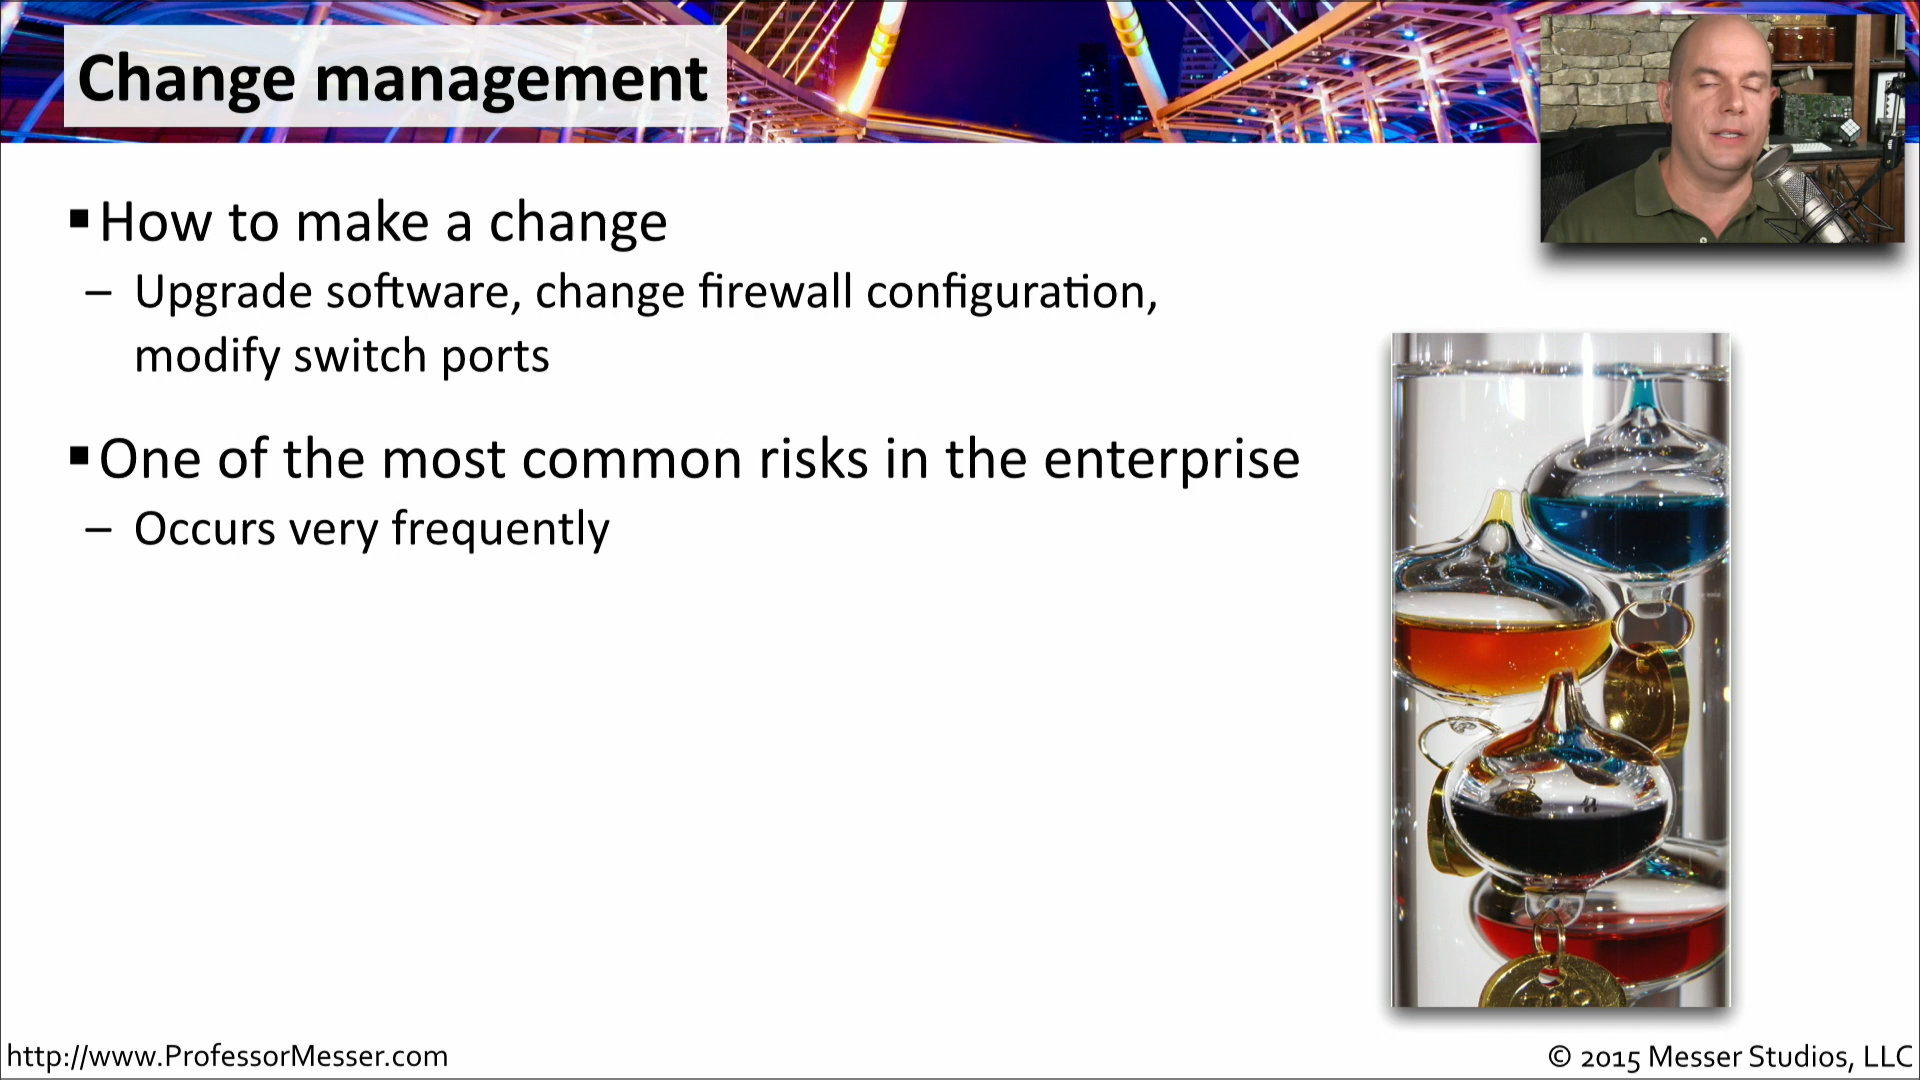 Change management
▪ How to make a change
– Upgrade software, change firewall configuration,
modify switch ports
▪ One of the most common risks in the enterprise
– Occurs very frequently
http://www.ProfessorMesser.com
© 2015 Messer Studios, LLC